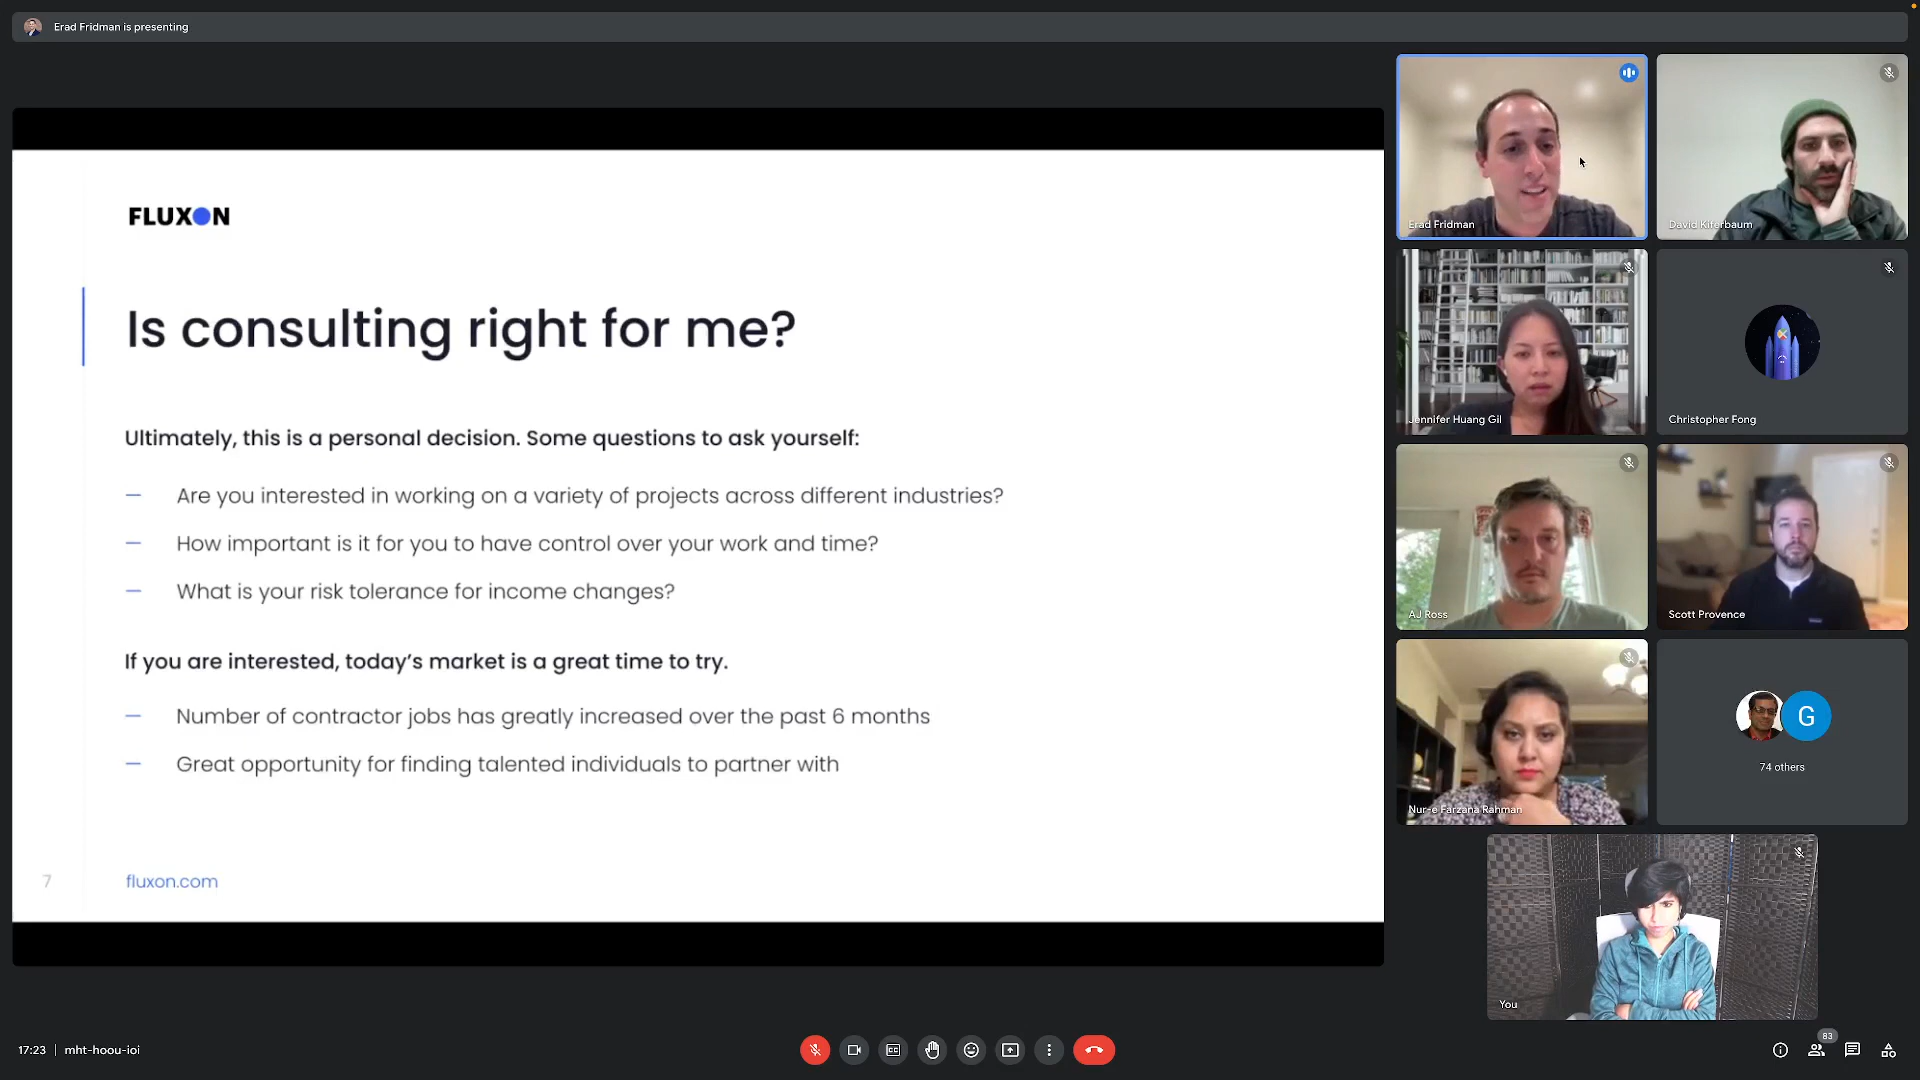 Erad Fridman is presenting
FLUXON
Is consulting right for me?
Ultimately, this is a personal decision. Some questions to ask yourself:
— Are you interested in working on a variety of projects across different industries?
— How important is it for you to have control over your work and time?
— What is your risk tolerance for income changes?
If you are interested, today's market is a great time to try.
— Number of contractor jobs has greatly increased over the past 6 months
— Great opportunity for finding talented individuals to partner with
7
fluxon.com
Erad Fridman
David Kiferbaum
Jennifer Huang Gil
Christopher Fong
AJ Ross
Scott Provence
Nur-e Farzana Rahman
G
74 others
You
17:23 | mht-hoou-ioi
CC
83